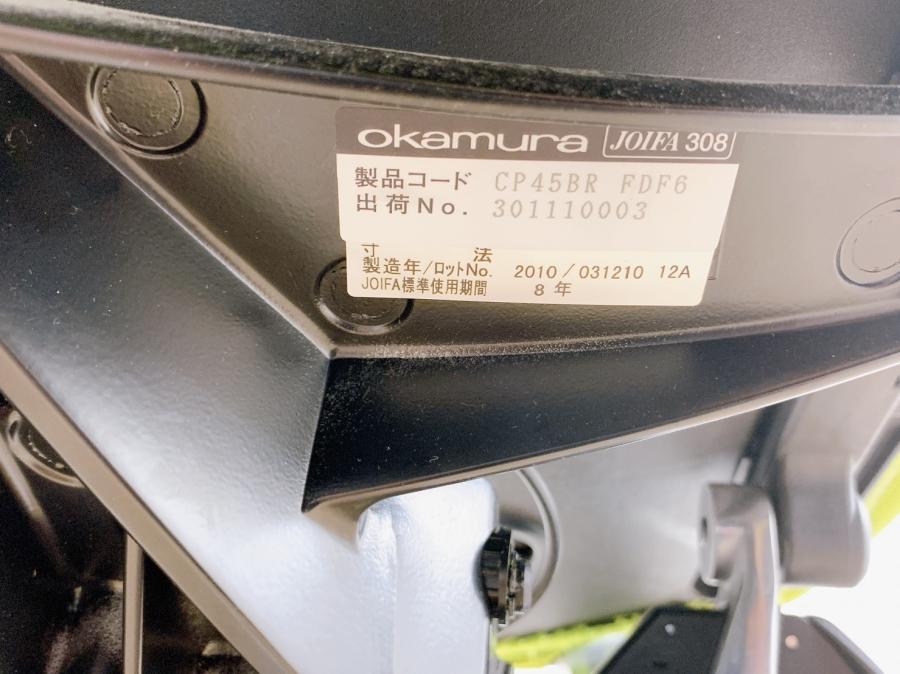 okamura JOIFA 308
製品コード CP45BR FDF6
出荷No. 301110003
寸 法
製造年/ロットNo. 2010/031210 12A
JOIFA標準使用期間 8年